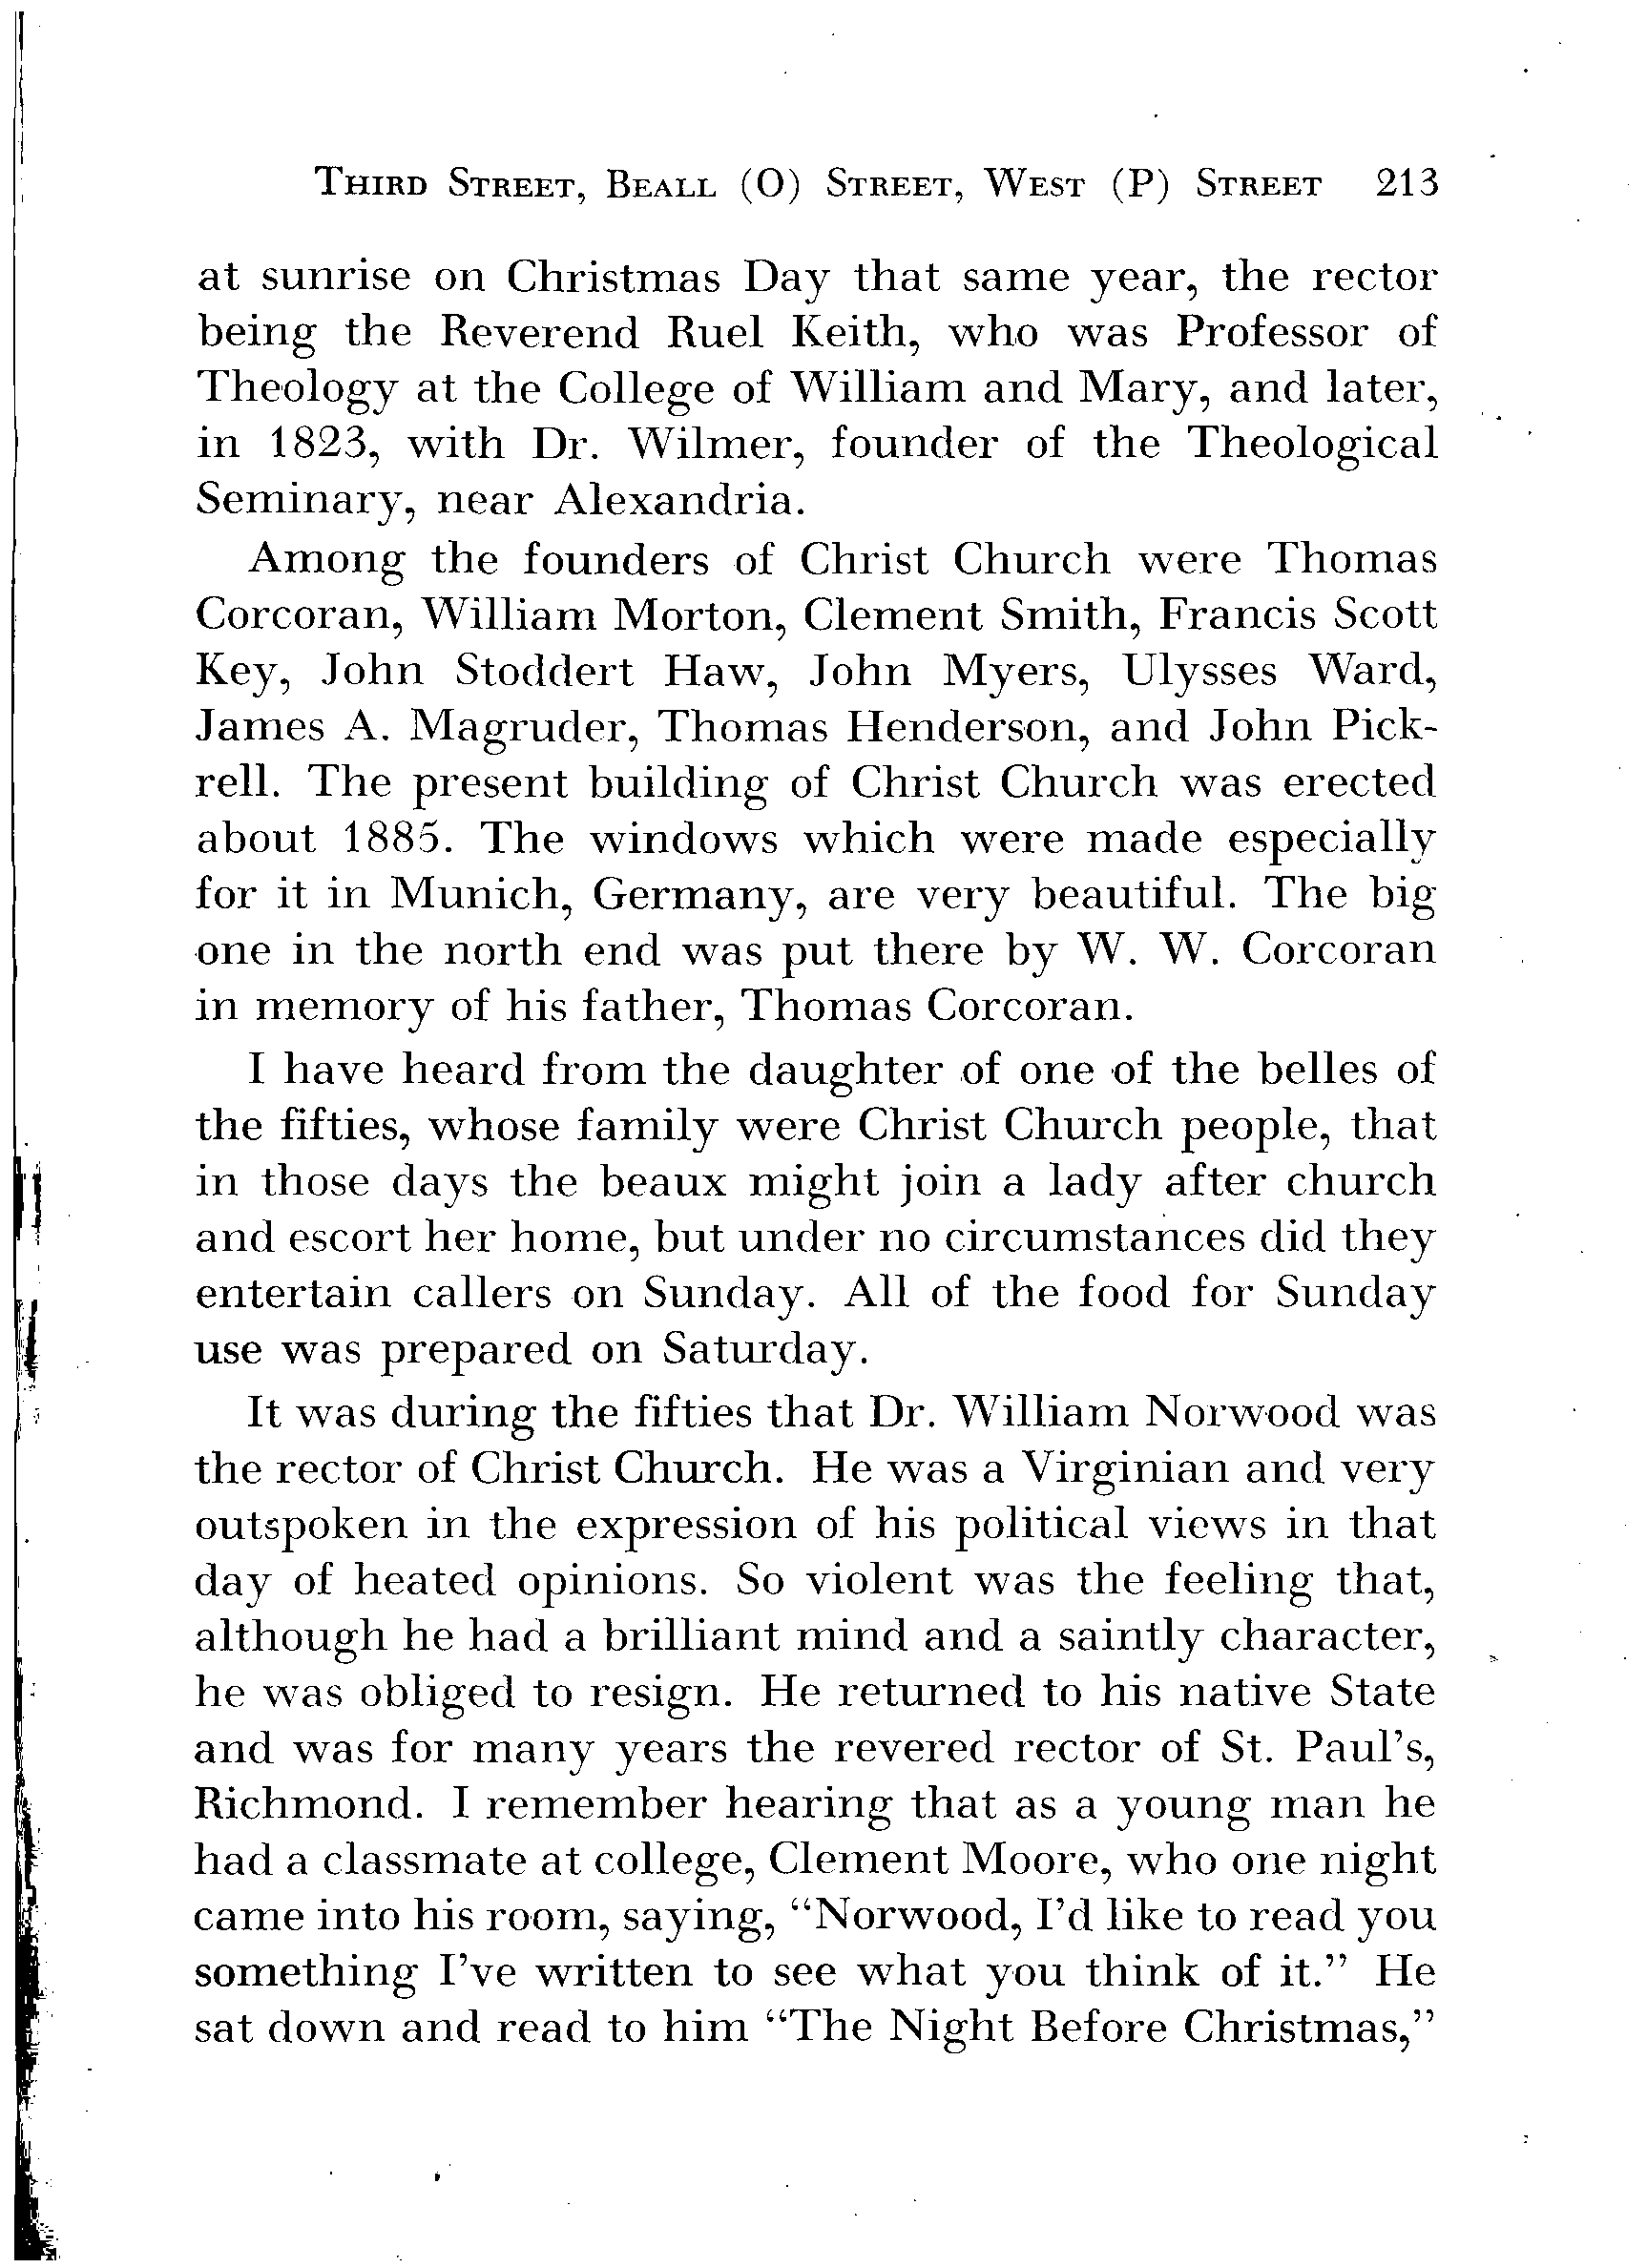 THIRD STREET, BEALL (O) STREET, WEST (P) STREET 213
at sunrise on Christmas Day that same year, the rector
being the Reverend Ruel Keith, who was Professor of
Theology at the College of William and Mary, and later,
in 1823, with Dr. Wilmer, founder of the Theological
Seminary, near Alexandria.
Among the founders of Christ Church were Thomas
Corcoran, William Morton, Clement Smith, Francis Scott
Key, John Stoddert Haw, John Myers, Ulysses Ward,
James A. Magruder, Thomas Henderson, and John Pick-
rell. The present building of Christ Church was erected
about 1885. The windows which were made especially
for it in Munich, Germany, are very beautiful. The big
one in the north end was put there by W. W. Corcoran
in memory of his father, Thomas Corcoran.
I have heard from the daughter of one of the belles of
the fifties, whose family were Christ Church people, that
in those days the beaux might join a lady after church
and escort her home, but under no circumstances did they
entertain callers on Sunday. All of the food for Sunday
use was prepared on Saturday.
It was during the fifties that Dr. William Norwood was
the rector of Christ Church. He was a Virginian and very
outspoken in the expression of his political views in that
day of heated opinions. So violent was the feeling that,
although he had a brilliant mind and a saintly character,
he was obliged to resign. He returned to his native State
and was for many years the revered rector of St. Paul's,
Richmond. I remember hearing that as a young man he
had a classmate at college, Clement Moore, who one night
came into his room, saying, "Norwood, I'd like to read you
something I've written to see what you think of it." He
sat down and read to him "The Night Before Christmas,"